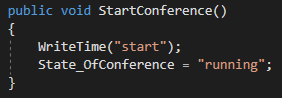 public void StartConference()
{
WriteTime("start");
State_OfConference = "running";
}